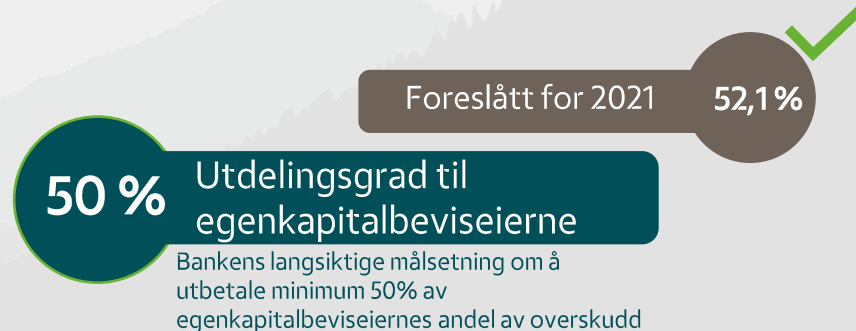 Foreslått for 2021 52,1%
50 % Utdelingsgrad til
egenkapitalbeviseierne
Bankens langsiktige målsetning om å
utbetale minimum 50% av
egenkapitalbeviseiernes andel av overskudd